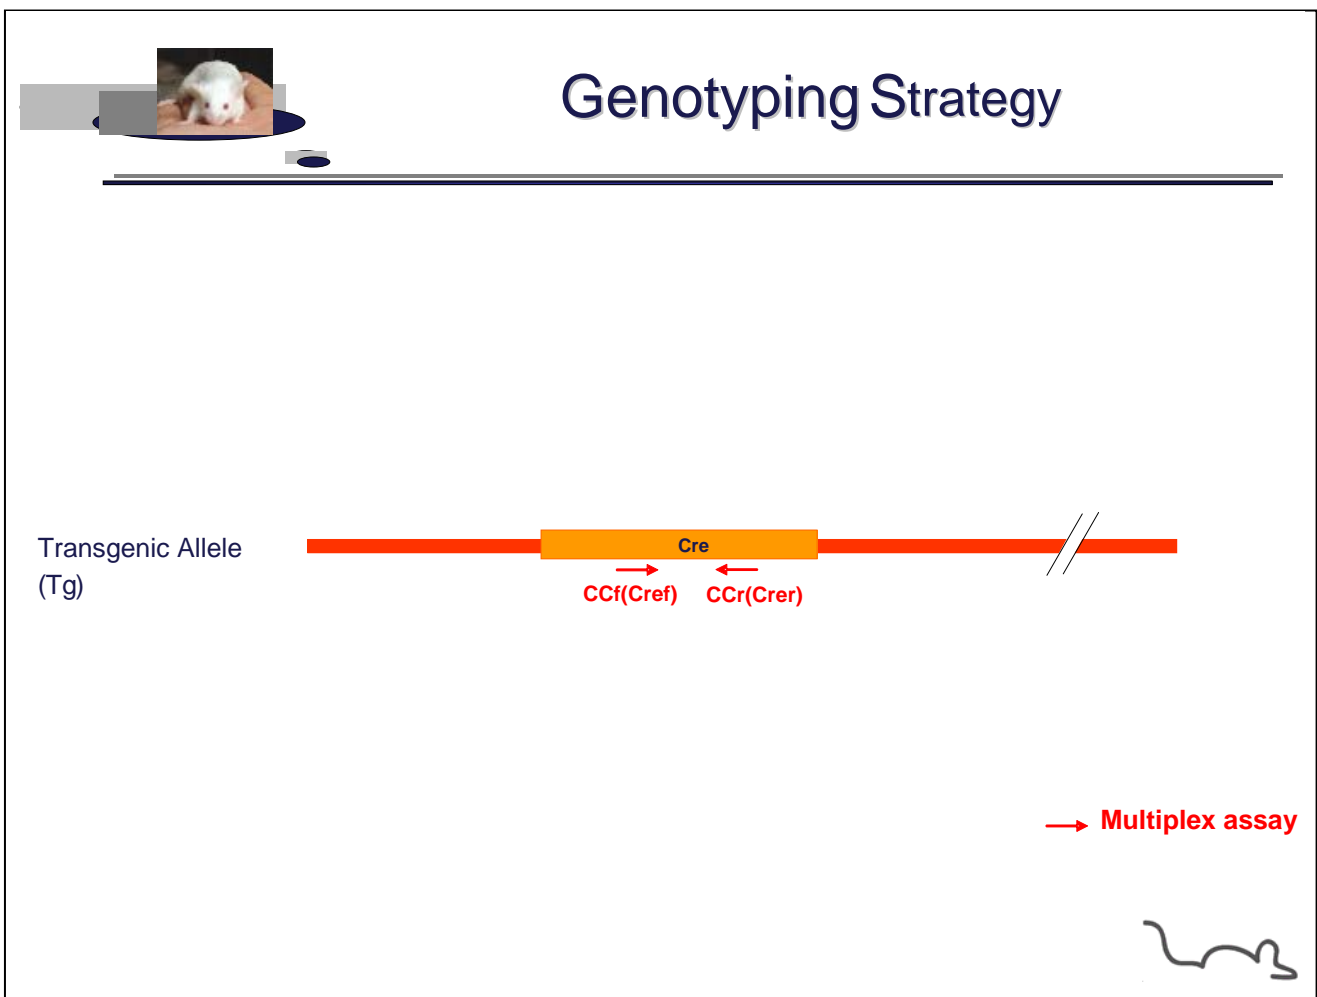 Genotyping Strategy
Transgenic Allele
(Tg)
Cre
CCf(Cref)
CCr(Crer)
Multiplex assay